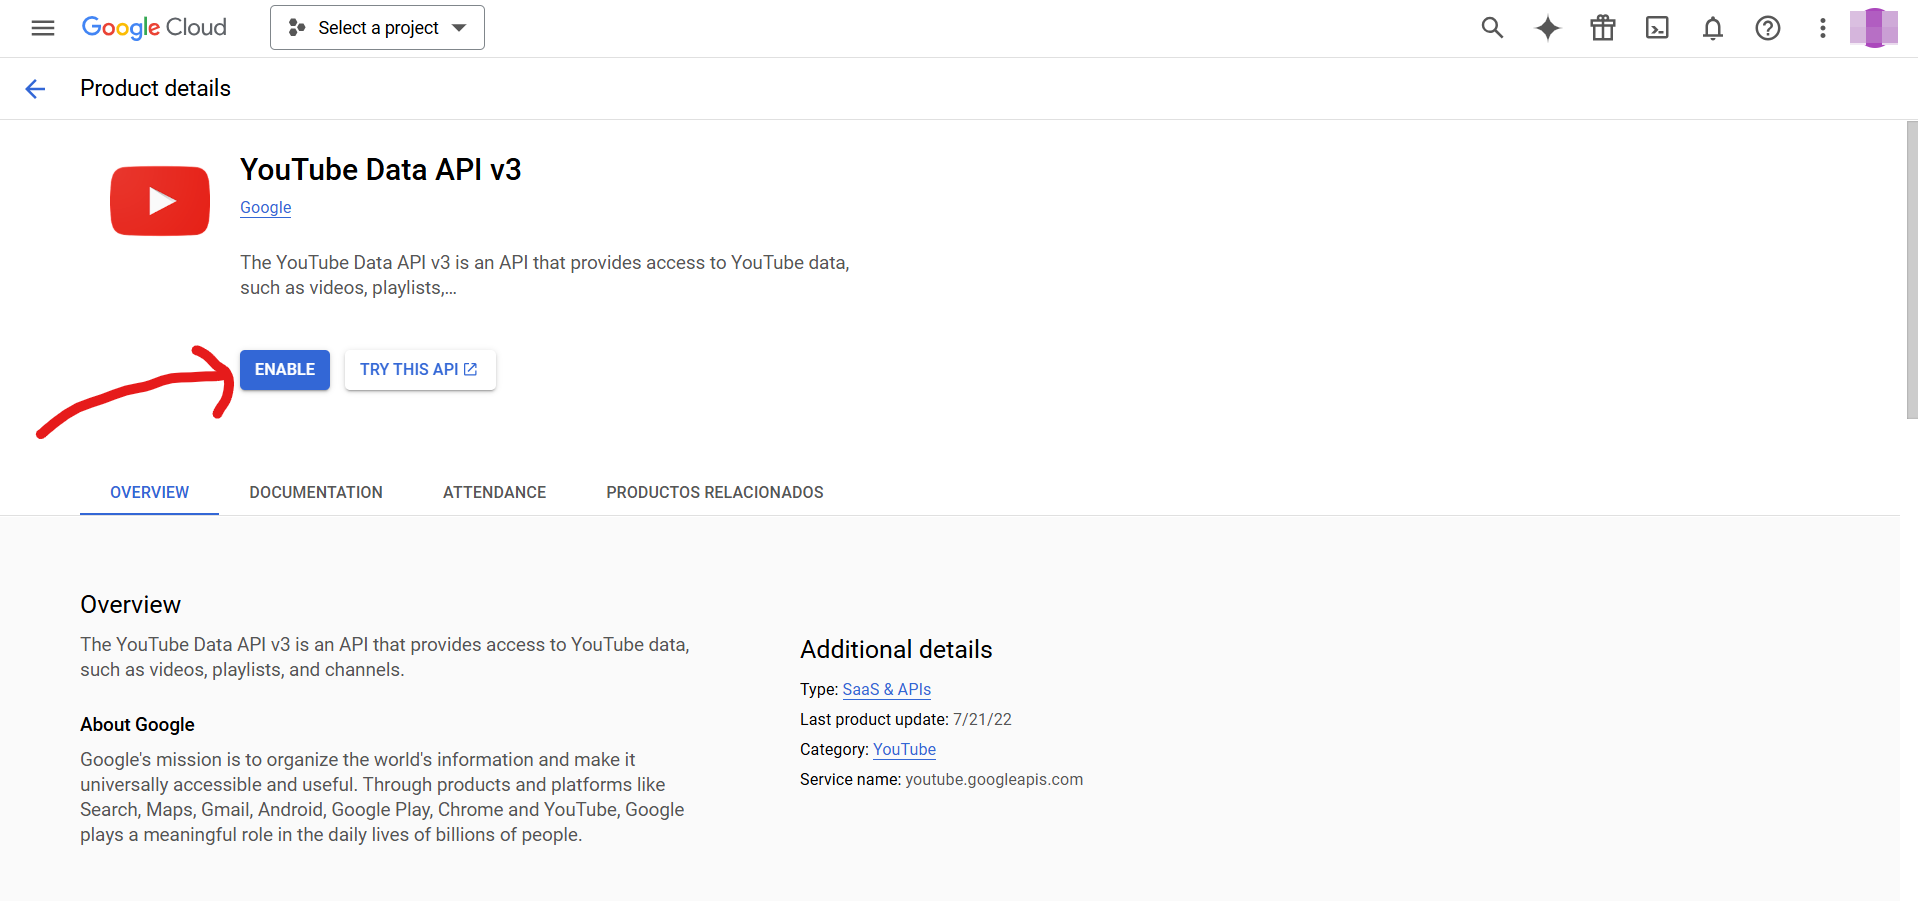 Google Cloud
Select a project
Product details
YouTube Data API v3
Google
The YouTube Data API v3 is an API that provides access to YouTube data,
such as videos, playlists,...
ENABLE
TRY THIS API
OVERVIEW
DOCUMENTATION
ATTENDANCE
PRODUCTOS RELACIONADOS
Overview
The YouTube Data API v3 is an API that provides access to YouTube data,
such as videos, playlists, and channels.
About Google
Google's mission is to organize the world's information and make it
universally accessible and useful. Through products and platforms like
Search, Maps, Gmail, Android, Google Play, Chrome and YouTube, Google
plays a meaningful role in the daily lives of billions of people.
Additional details
Type: SaaS & APIs
Last product update: 7/21/22
Category: YouTube
Service name: youtube.googleapis.com